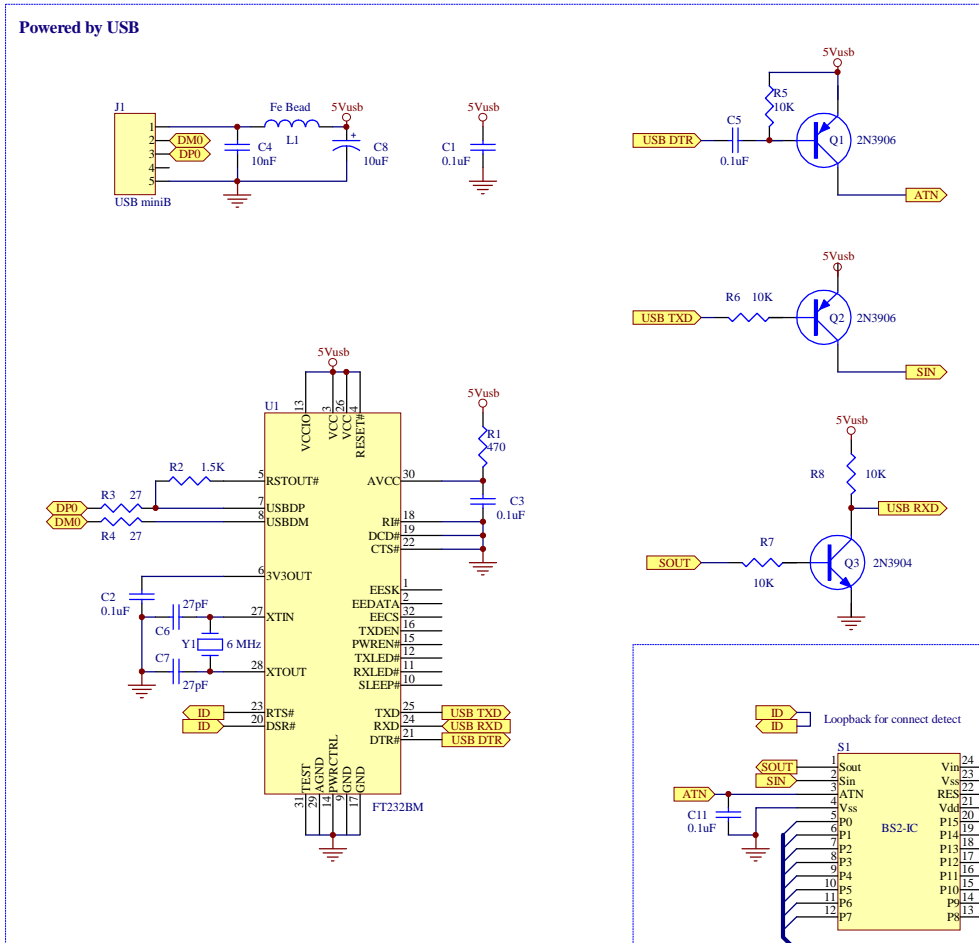 Powered by USB
J1
1
2
3
4
5
USB miniB
DM0
DP0
C4
10nF
Fe Bead
L1
5Vusb
+
C8
10uF
5Vusb
C1
0.1uF
5Vusb
R5
10K
USB DTR
C5
0.1uF
Q1
2N3906
ATN
5Vusb
USB TXD
R6 10K
Q2
2N3906
SIN
5Vusb
R8
10K
USB RXD
SOUT
R7
10K
Q3
2N3904
5Vusb
U1
13
3
26
4
VCCIO
VCC
VCC
RESET#
5Vusb
R1
470
C3
0.1uF
R2 1.5K
DP0
R3 27
DM0
R4 27
5 RSTOUT#
7 USBDP
8 USBDM
6 3V3OUT
C2
0.1uF
27pF
C6
27 XTIN
Y1
6 MHz
C7
27pF
28 XTOUT
ID
23 RTS#
ID
20 DSR#
AVCC 30
RI# 18
DCD# 19
CTS# 22
EESK 1
EEDATA 2
EECS 32
TXDEN 16
PWREN# 15
TXLED# 12
RXLED# 11
SLEEP# 10
TXD 25 USB TXD
RXD 24 USB RXD
DTR# 21 USB DTR
TEST
AGND
PWRCTRL
GND
GND
31
29
14
9
17
FT232BM
ID
ID
Loopback for connect detect
S1
SOUT 1 Sout
SIN 2 Sin
ATN 3 ATN
4 Vss
C11
0.1uF
5 P0
6 P1
7 P2
8 P3
9 P4
10 P5
11 P6
12 P7
BS2-IC
Vin 24
Vss 23
RES 22
Vdd 21
P15 20
P14 19
P13 18
P12 17
P11 16
P10 15
P9 14
P8 13